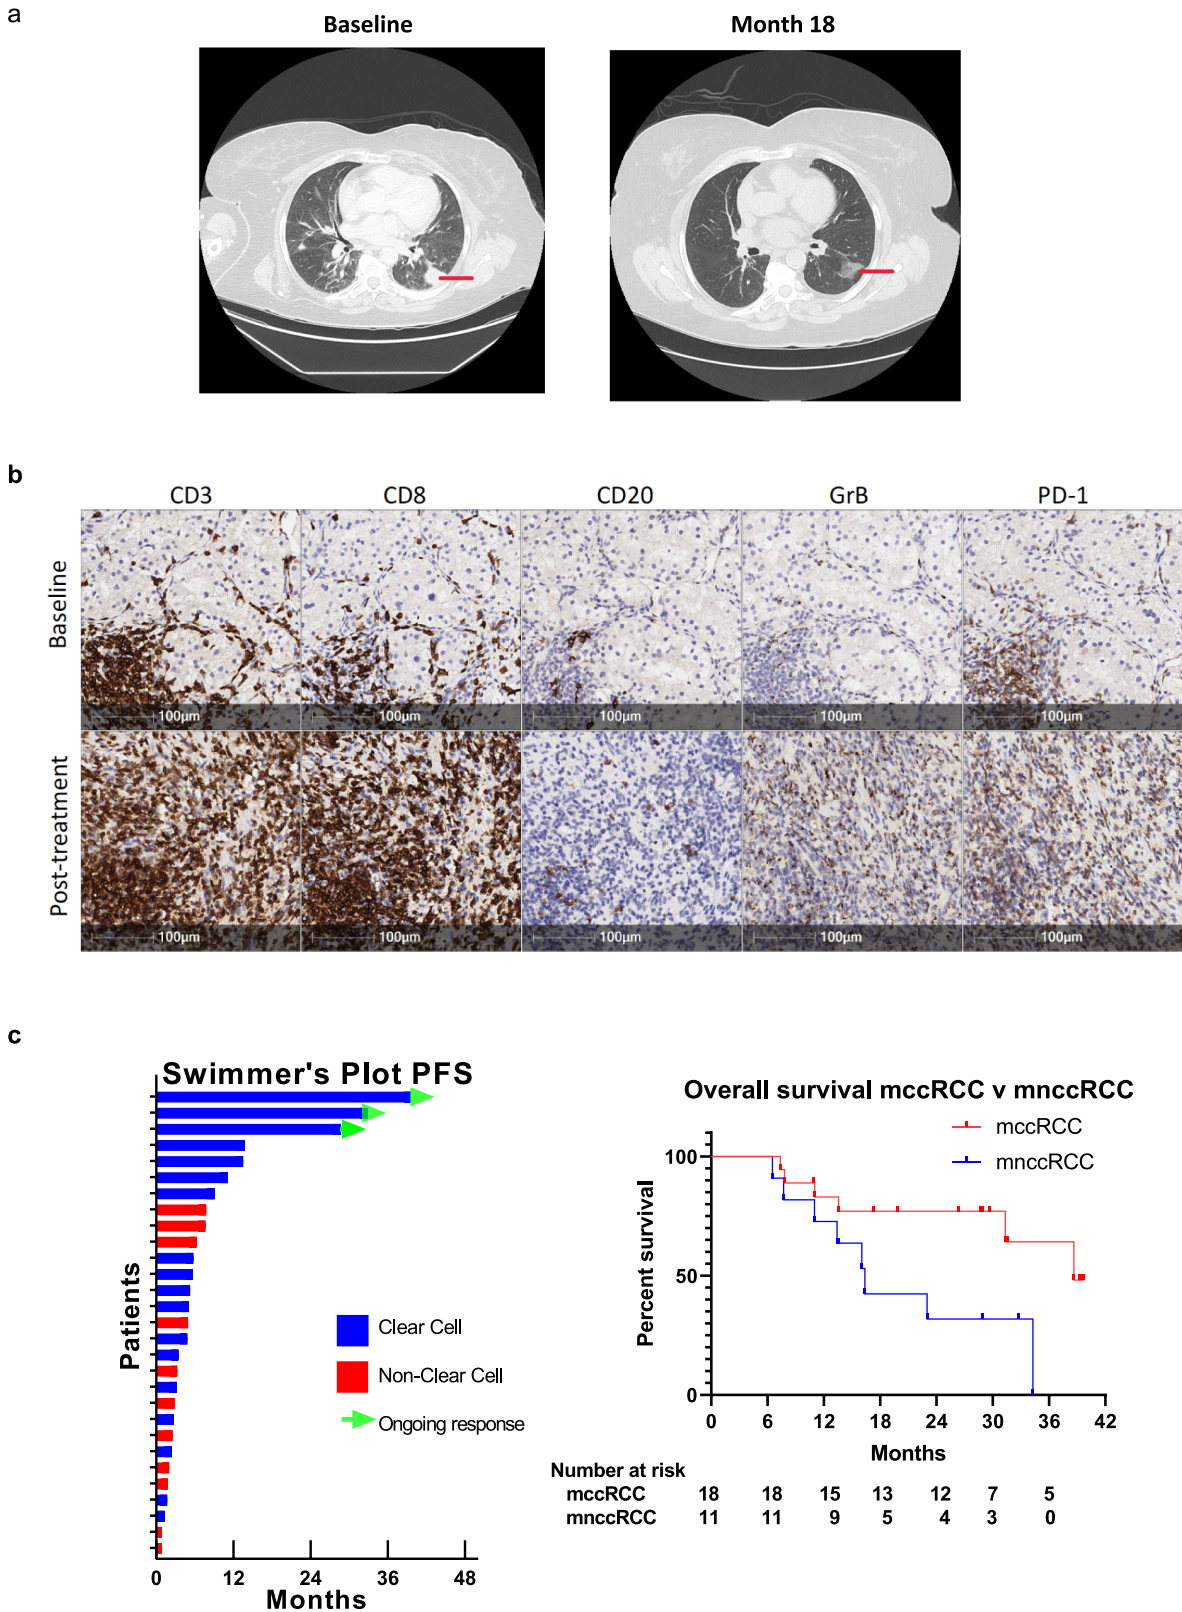 a
Baseline
Month 18
b
CD3
CD8
CD20
GrB
PD-1
Baseline
100µm
100µm
100µm
100µm
100µm
Post-treatment
100µm
100µm
100µm
100µm
100µm
c
Swimmer's Plot PFS
Patients
Clear Cell
Non-Clear Cell
Ongoing response
0 12 24 36 48
Months
Overall survival mccRCC v mnccRCC
mccRCC
mnccRCC
Percent survival
100
50
0
0 6 12 18 24 30 36 42
Months
Number at risk
mccRCC 18 18 15 13 12 7 5
mnccRCC 11 11 9 5 4 3 0